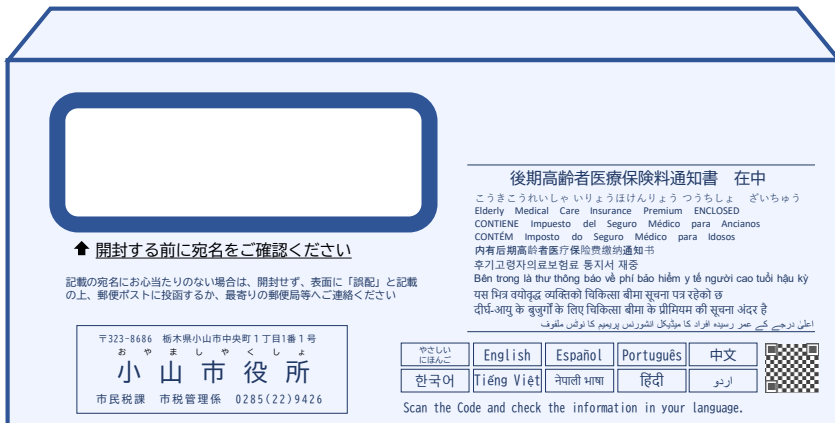 ⬆ 開封する前に宛名をご確認ください
記載の宛名にお心当たりのない場合は、開封せず、表面に「誤配」と記載
の上、郵便ポストに投函するか、最寄りの郵便局等へご連絡ください
〒323-8686 栃木県小山市中央町1丁目1番1号
おやましやくしょ
小山市役所
市民税課 市税管理係 0285(22)9426
後期高齢者医療保険料通知書 在中
こうきこうれいしゃ いりょうほけんりょう つうちしょ ざいちゅう
Elderly Medical Care Insurance Premium ENCLOSED
CONTIENE Impuesto del Seguro Médico para Ancianos
CONTÉM Imposto do Seguro Médico para Idosos
内有后期高龄者医疗保险费缴纳通知书
후기고령자의료보험료 통지서 재중
Bên trong là thư thông báo về phí bảo hiểm y tế người cao tuổi hậu kỳ
यस भित्र वयोवृद्ध व्यक्तिको चिकित्सा बीमा सूचना पत्र रहेको छ
दीर्घ-आयु के बुजुर्गों के लिए चिकित्सा बीमा के प्रीमियम की सूचना अंदर है
اعلیٰ درجے کے عمر رسیدہ افراد کا میڈیکل انشورنس پریمیم کا نوٹس ملفوف
やさしい
にほんご
English Español Português 中文
한국어 Tiếng Việt नेपाली भाषा हिंदी اردو
Scan the Code and check the information in your language.